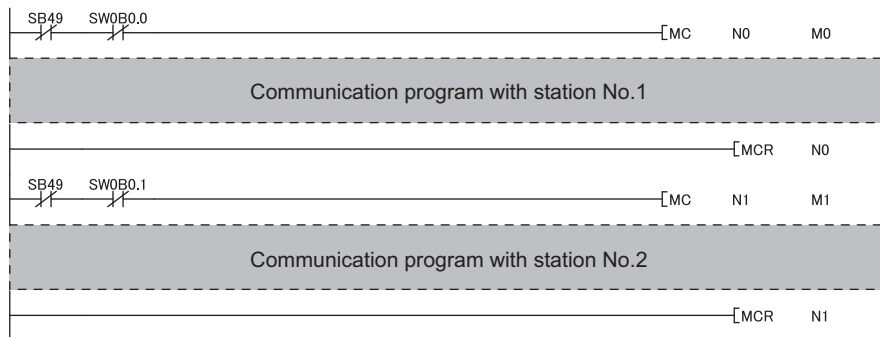 SB49 SW0B0.0
MC N0 M0
Communication program with station No.1
MCR N0
SB49 SW0B0.1
MC N1 M1
Communication program with station No.2
MCR N1